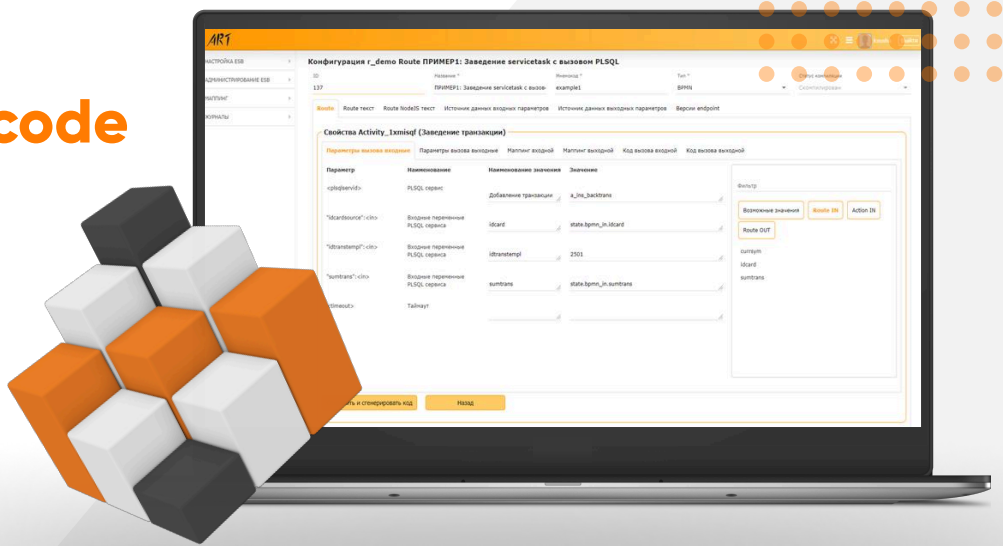 code
ART
НАСТРОЙКА ESB
АДМИНИСТРИРОВАНИЕ ESB
МАППИНГ
ЖУРНАЛЫ
Конфигурация r_demo Route ПРИМЕР1: Заведение servicetask с вызовом PLSQL
ID Название * Мнемокод * Тип * Статус компиляции
137 ПРИМЕР1: Заведение servicetask с вызово example1 BPMN Скомпилирован
Route Route текст Route NodeJS текст Источник данных входных параметров Источник данных выходных параметров Версии endpoint
Свойства Activity_1xmisqf (Заведение транзакции)
Параметры вызова входные Параметры вызова выходные Маппинг входной Маппинг выходной Код вызова входной Код вызова выходной
Параметр Наименование Наименование значения Значение
PLSQL сервис Добавление транзакции a_ins_backtrans
"idcardsource":<in> Входные переменные PLSQL сервиса idcard state.bpmn_in.idcard
"idtranstempl":<in> Входные переменные PLSQL сервиса idtranstempl 2501
"sumtrans":<in> Входные переменные PLSQL сервиса sumtrans state.bpmn_in.sumtrans
<timeout> Таймаут
Фильтр
Возможные значения Route IN Action IN
Route OUT
idcard
sumtrans
и сгенерировать код Назад